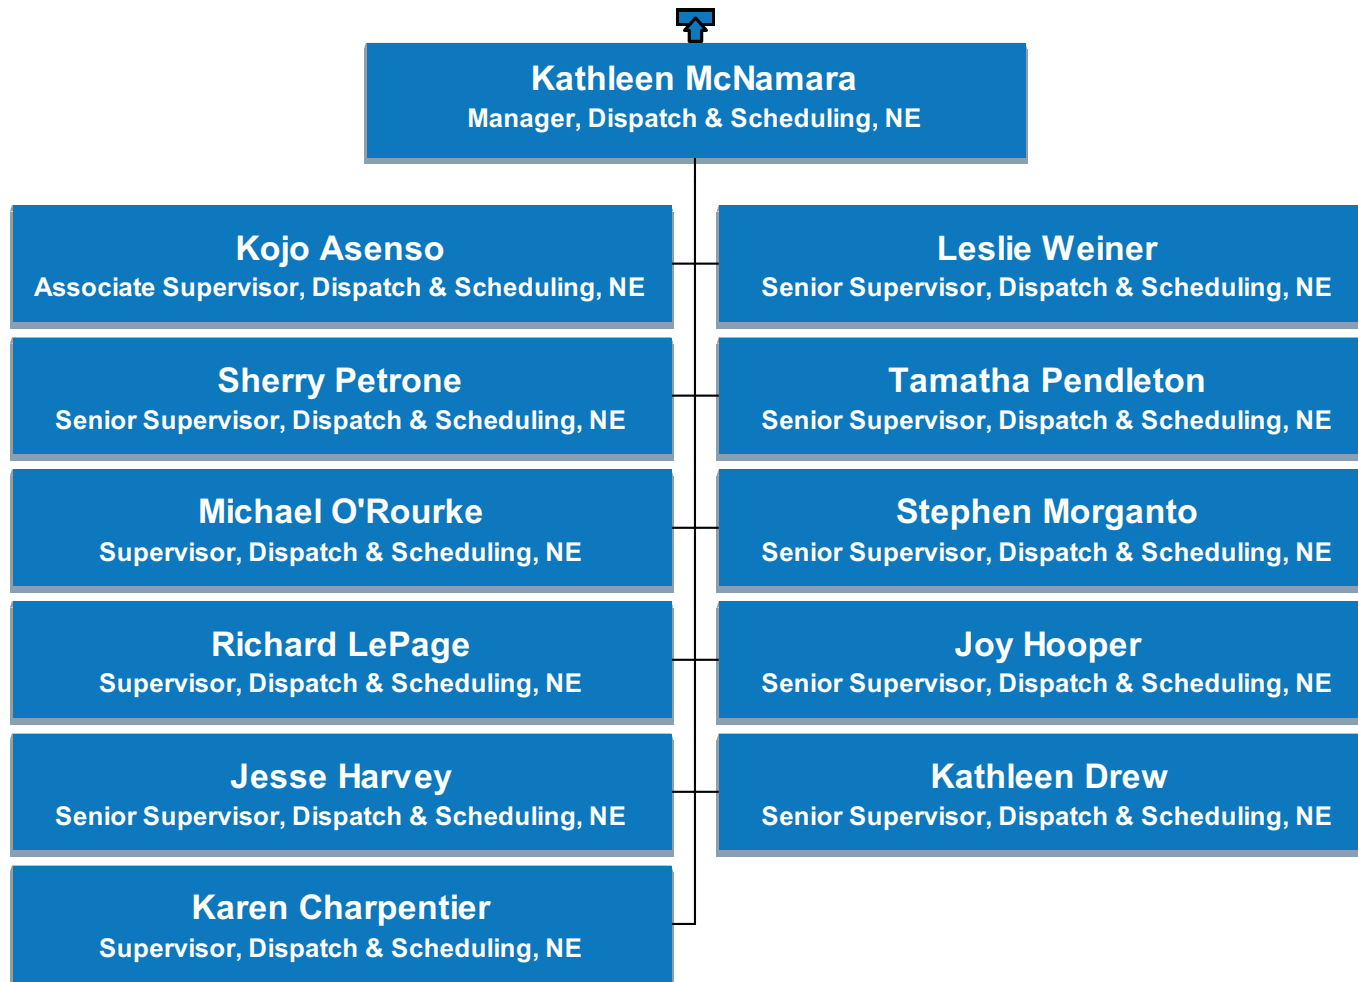 Kathleen McNamara
Manager, Dispatch & Scheduling, NE
Kojo Asenso
Associate Supervisor, Dispatch & Scheduling, NE
Leslie Weiner
Senior Supervisor, Dispatch & Scheduling, NE
Sherry Petrone
Senior Supervisor, Dispatch & Scheduling, NE
Tamatha Pendleton
Senior Supervisor, Dispatch & Scheduling, NE
Michael O'Rourke
Supervisor, Dispatch & Scheduling, NE
Stephen Morganto
Senior Supervisor, Dispatch & Scheduling, NE
Richard LePage
Supervisor, Dispatch & Scheduling, NE
Joy Hooper
Senior Supervisor, Dispatch & Scheduling, NE
Jesse Harvey
Senior Supervisor, Dispatch & Scheduling, NE
Kathleen Drew
Senior Supervisor, Dispatch & Scheduling, NE
Karen Charpentier
Supervisor, Dispatch & Scheduling, NE